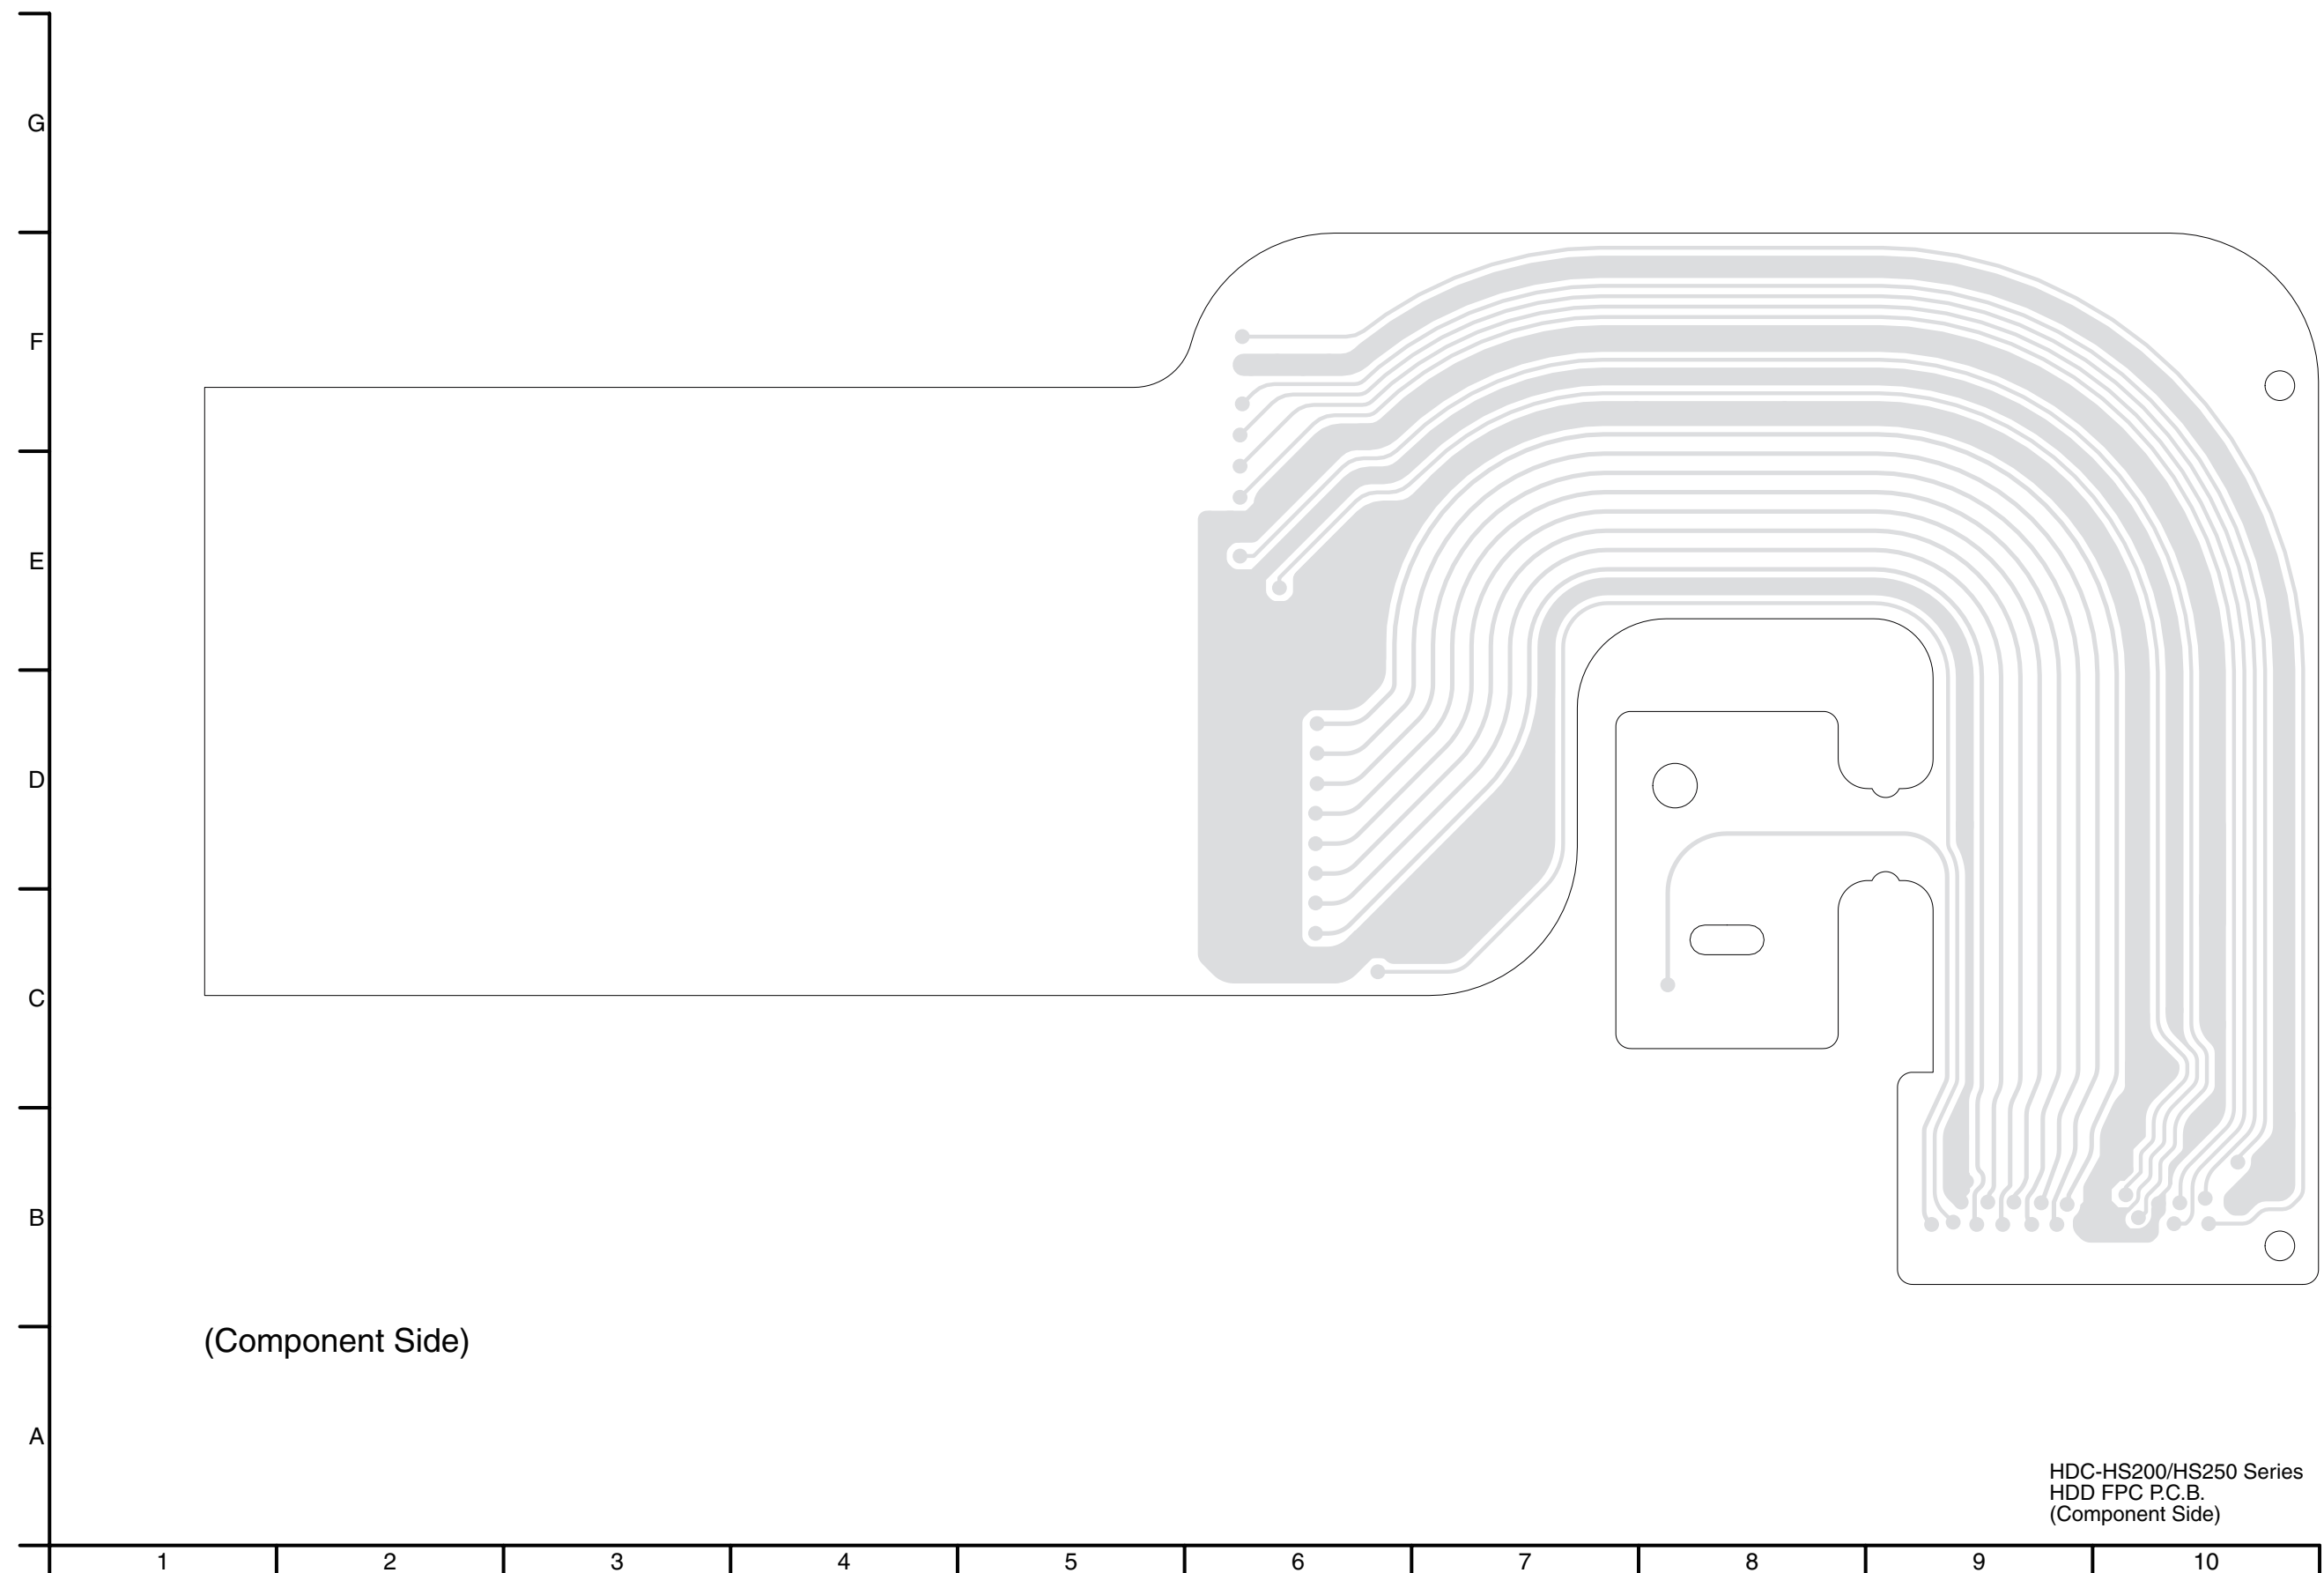 G
F
E
D
C
B
(Component Side)
A
HDC-HS200/HS250 Series
HDD FPC P.C.B.
(Component Side)
1 2 3 4 5 6 7 8 9 10